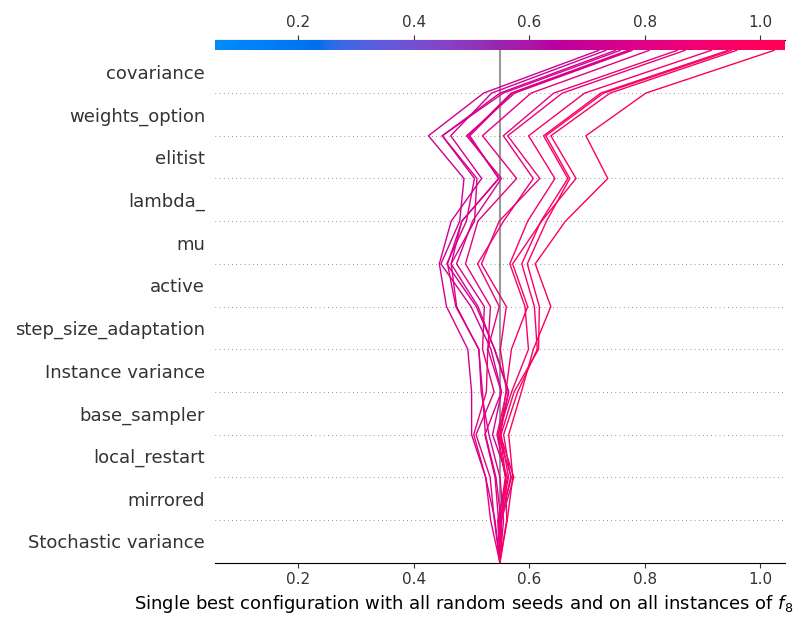 0.2 0.4 0.6 0.8 1.0
covariance
weights_option
elitist
lambda_
mu
active
step_size_adaptation
Instance variance
base_sampler
local_restart
mirrored
Stochastic variance
0.2 0.4 0.6 0.8 1.0
Single best configuration with all random seeds and on all instances of f₈